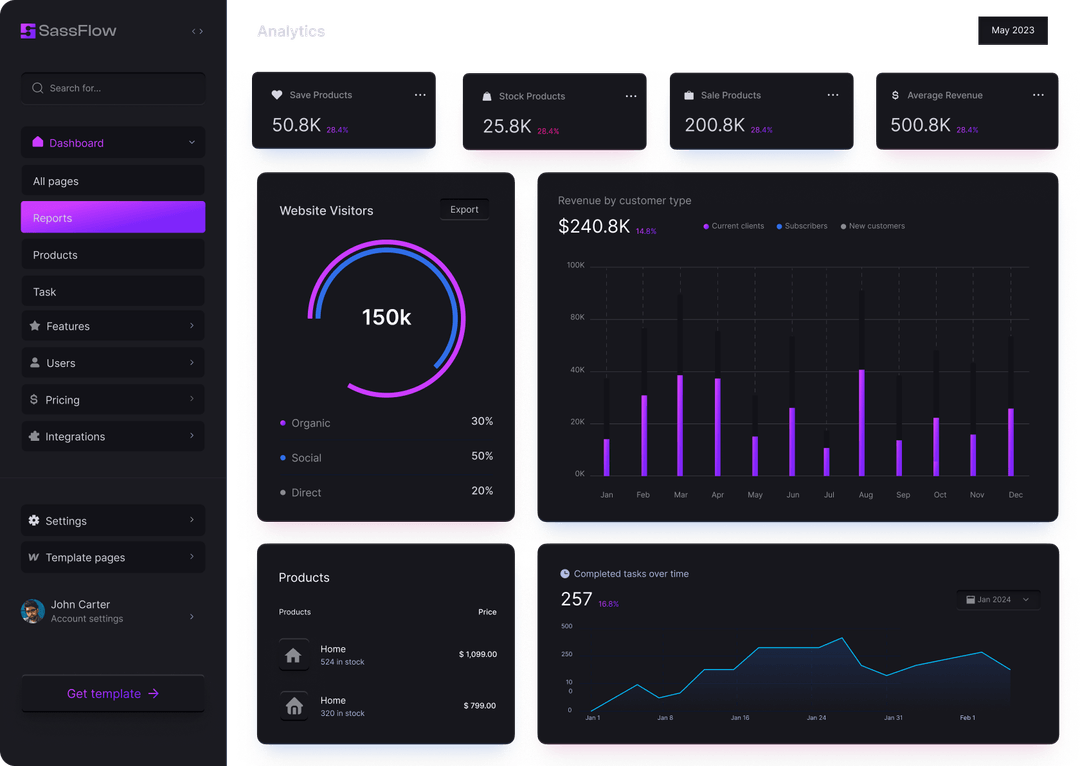 SassFlow
Search for...
Dashboard
All pages
Reports
Products
Task
Features
Users
Pricing
Integrations
Settings
Template pages
John Carter
Account settings
Get template
Analytics
May 2023
Save Products
50.8K 28.4%
Stock Products
25.8K 28.4%
Sale Products
200.8K 28.4%
Average Revenue
500.8K 28.4%
Website Visitors
Export
150k
Organic 30%
Social 50%
Direct 20%
Revenue by customer type
$240.8K 14.8%
Current clients Subscribers New customers
100K
80K
40K
20K
0K
Jan Feb Mar Apr May Jun Jul Aug Sep Oct Nov Dec
Products
Products Price
Home
524 in stock
$ 1,099.00
Home
320 in stock
$ 799.00
Completed tasks over time
257 16.8%
Jan 2024
500
250
10
0
0
Jan 1 Jan 8 Jan 16 Jan 24 Jan 31 Feb 1